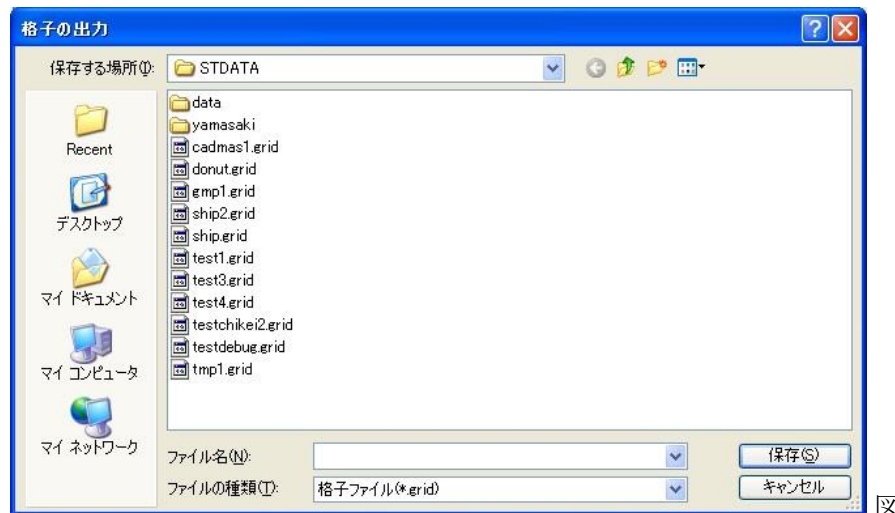 格子の出力
保存する場所(I):
STDATA
Recent
デスクトップ
マイ ドキュメント
マイ コンピュータ
マイ ネットワーク
data
yamasaki
cadmas1.grid
donut.grid
gmp1.grid
ship2.grid
ship.grid
test1.grid
test3.grid
test4.grid
testchikei2.grid
testdebug.grid
tmp1.grid
ファイル名(N):
保存(S)
ファイルの種類(T):
格子ファイル(*.grid)
キャンセル
図